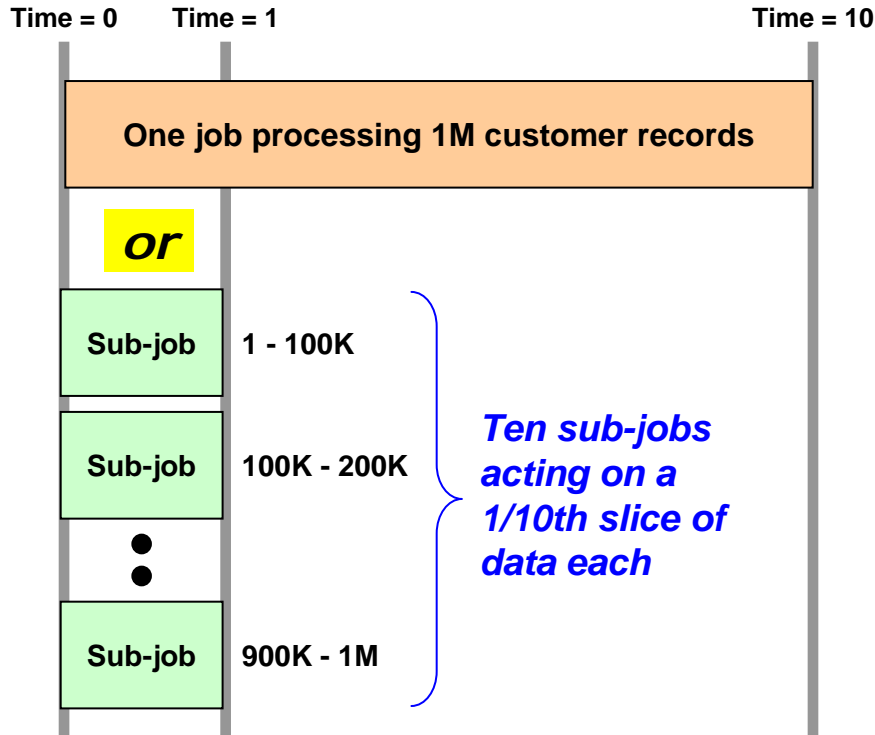 Time = 0
Time = 1
Time = 10
One job processing 1M customer records
or
Sub-job
1 - 100K
Sub-job
100K - 200K
Ten sub-jobs
acting on a
1/10th slice of
data each
Sub-job
900K - 1M